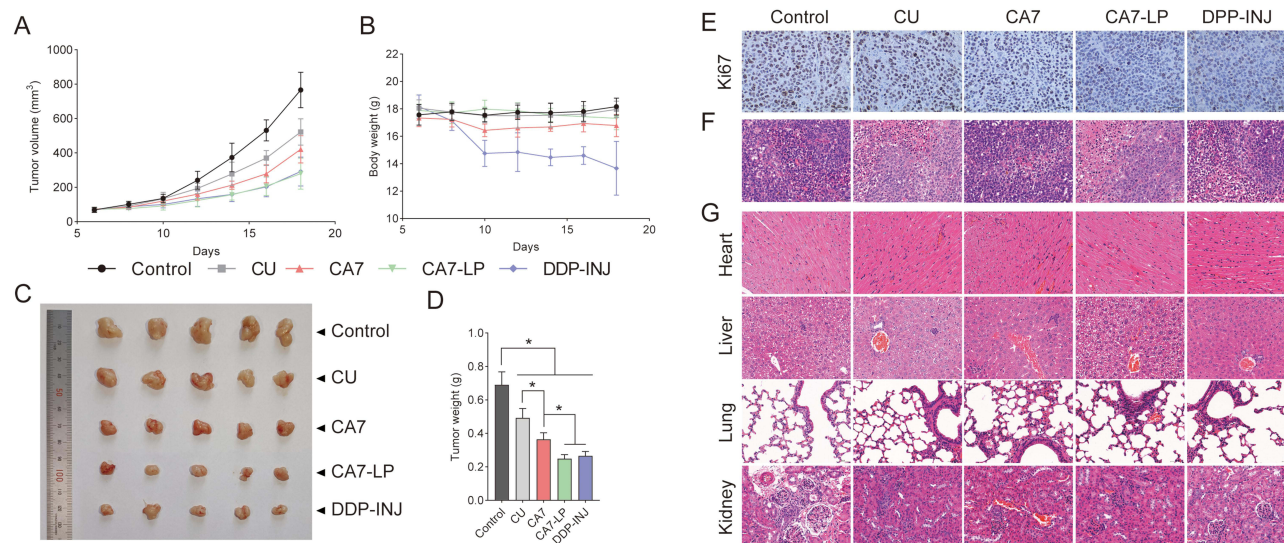 A
Tumor volume (mm³)
1000
800
600
400
200
0
5
10
15
20
Days
B
Body weight (g)
22
20
18
16
14
12
10
5
10
15
20
Days
Control
CU
CA7
CA7-LP
DDP-INJ
C
50
100
Control
CU
CA7
CA7-LP
DDP-INJ
D
Tumor weight (g)
1.0
0.8
0.6
0.4
0.2
0.0
*
*
*
Control
CU
CA7
CA7-LP
DDP-INJ
Control
CU
CA7
CA7-LP
DPP-INJ
E
Ki67
F
G
Heart
Liver
Lung
Kidney